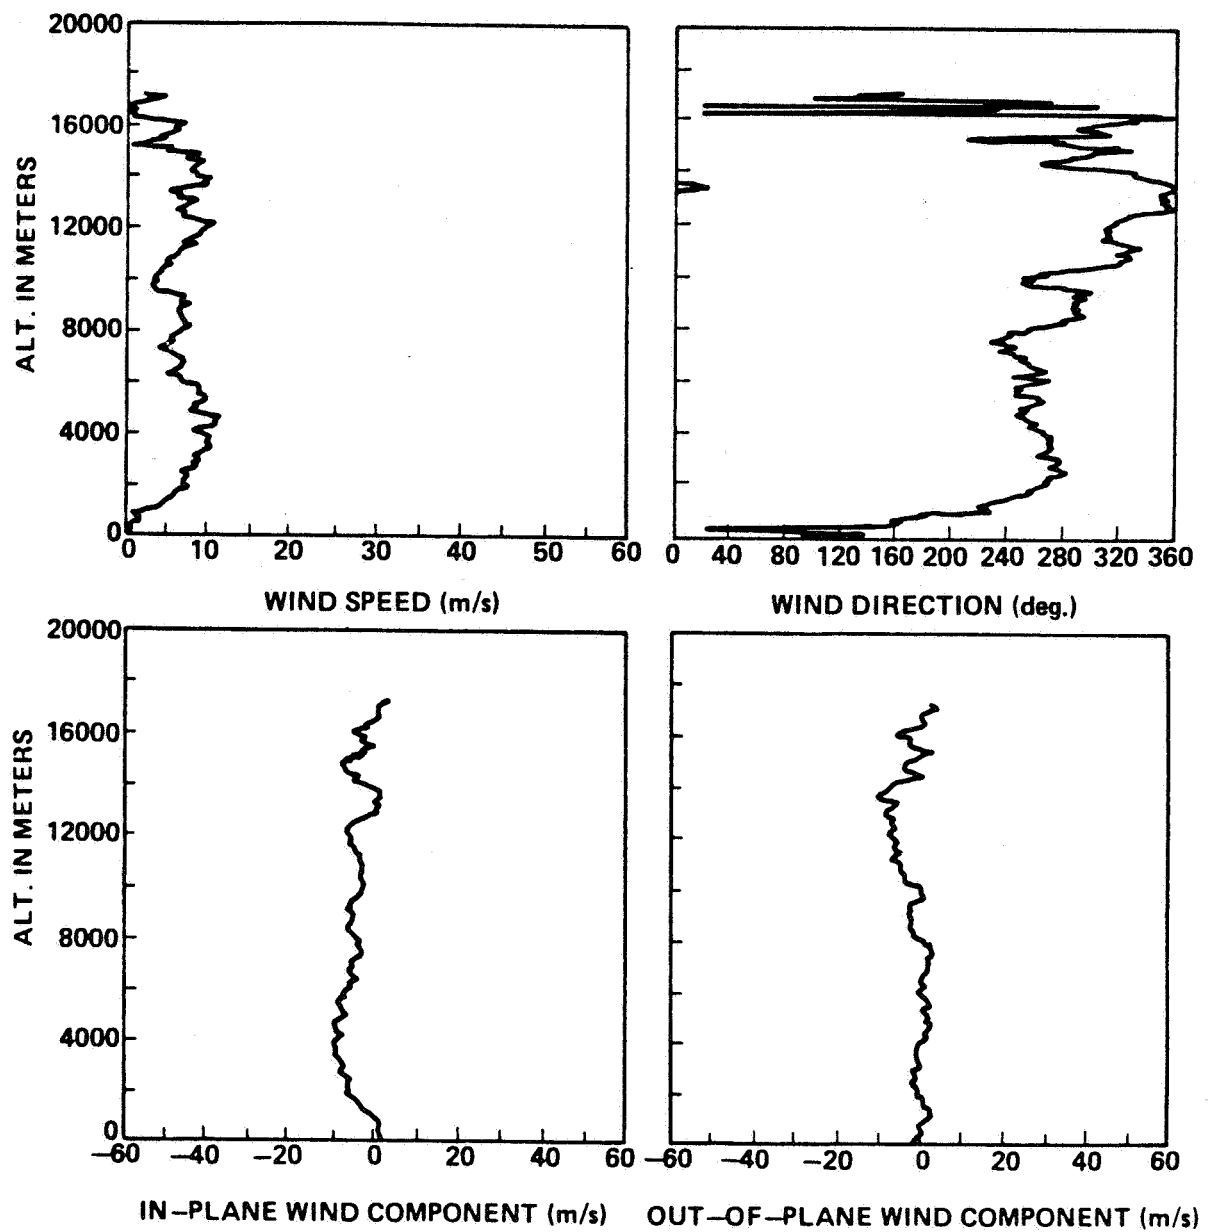 20000
16000
12000
8000
4000
0
ALT. IN METERS
0 10 20 30 40 50 60
WIND SPEED (m/s)
0 40 80 120 160 200 240 280 320 360
WIND DIRECTION (deg.)
20000
16000
12000
8000
4000
0
ALT. IN METERS
–60 –40 –20 0 20 40 60
IN–PLANE WIND COMPONENT (m/s)
–60 –40 –20 0 20 40 60
OUT–OF–PLANE WIND COMPONENT (m/s)